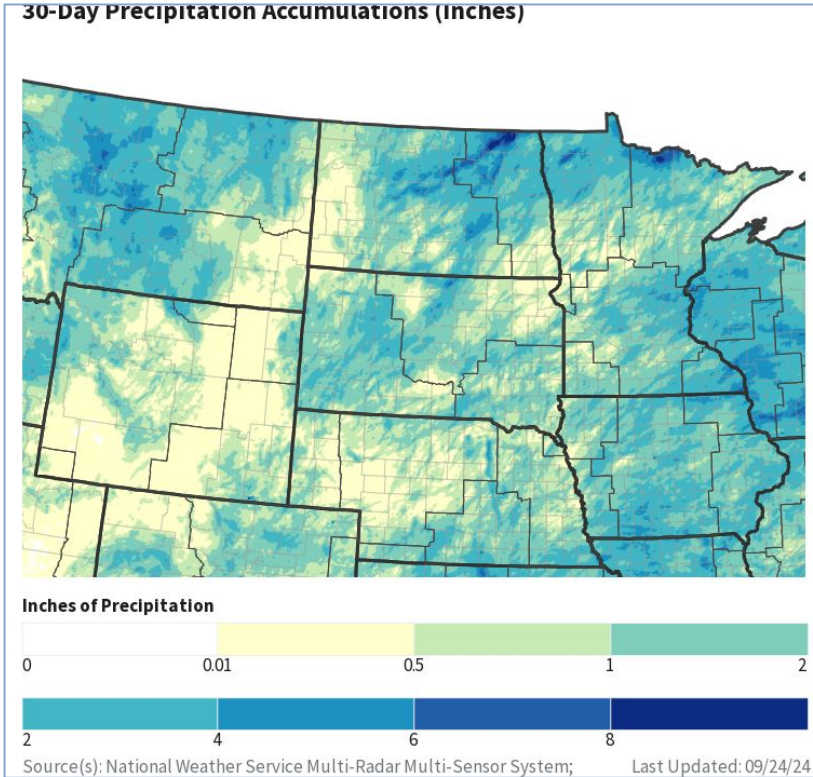 30-Day Precipitation Accumulations (Inches)
Inches of Precipitation
0 0.01 0.5 1 2
2 4 6 8
Source(s): National Weather Service Multi-Radar Multi-Sensor System; Last Updated: 09/24/24